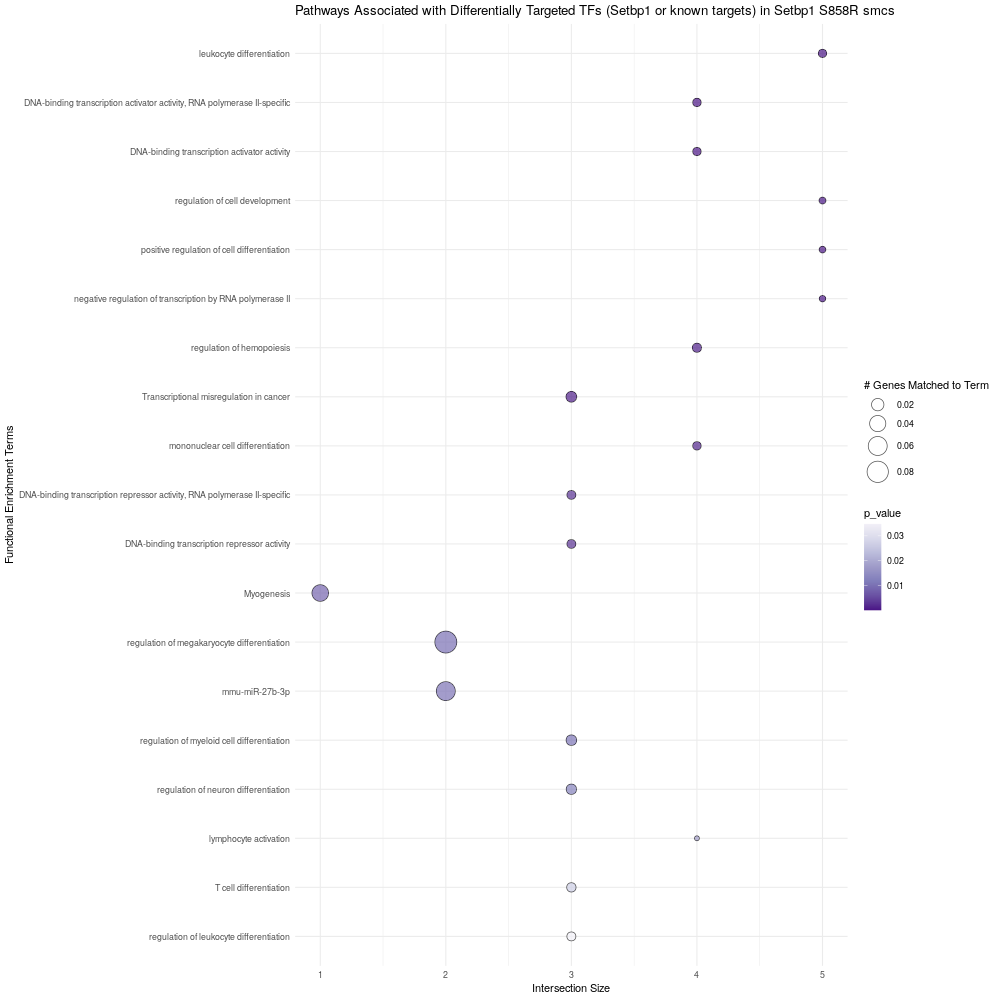 Pathways Associated with Differentially Targeted TFs (Setbp1 or known targets) in Setbp1 S858R smcs
leukocyte differentiation
DNA-binding transcription activator activity, RNA polymerase II-specific
DNA-binding transcription activator activity
regulation of cell development
positive regulation of cell differentiation
negative regulation of transcription by RNA polymerase II
regulation of hemopoiesis
Transcriptional misregulation in cancer
mononuclear cell differentiation
DNA-binding transcription repressor activity, RNA polymerase II-specific
DNA-binding transcription repressor activity
Myogenesis
regulation of megakaryocyte differentiation
mmu-miR-27b-3p
regulation of myeloid cell differentiation
regulation of neuron differentiation
lymphocyte activation
T cell differentiation
regulation of leukocyte differentiation
Functional Enrichment Terms
1 2 3 4 5
Intersection Size
# Genes Matched to Term
0.02
0.04
0.06
0.08
p_value
0.03
0.02
0.01